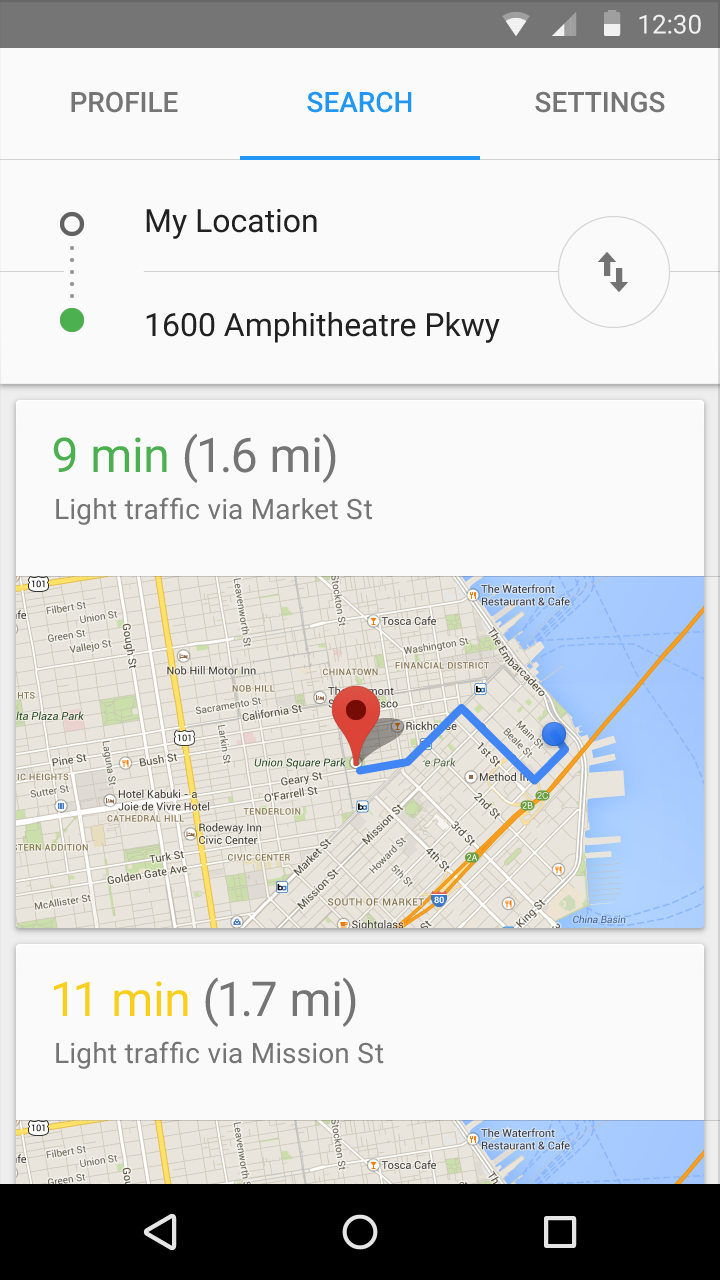 12:30
PROFILE SEARCH SETTINGS
My Location
1600 Amphitheatre Pkwy
9 min (1.6 mi)
Light traffic via Market St
101
The Waterfront
Restaurant & Cafe
Filbert St
Union St
Tosca Cafe
Green St
Vallejo St
Gough St
Leavenworth St
Stockton St
Washington St
The Embarcadero
Nob Hill Motor Inn
CHINATOWN
FINANCIAL DISTRICT
NOB HILL
HTS
lta Plaza Park
Sacramento St
California St
Rickhouse
Main St
Beale St
101
Larkin St
Laguna St
Pine St
Bush St
Union Square Park
1st St
IC HEIGHTS
Sutter St
Geary St
O'Farrell St
Method In
Hotel Kabuki - a
Joie de Vivre Hotel
CATHEDRAL HILL
TENDERLOIN
2nd St
2C
2B
Rodeway Inn
Civic Center
Mission St
3rd St
TERN ADDITION
Turk St
CIVIC CENTER
Market St
Howard St
4th St
2A
Golden Gate Ave
5th St
McAllister St
Mission St
SOUTH OF MARKET
80
King St
Sightglass
China Basin
11 min (1.7 mi)
Light traffic via Mission St
101
The Waterfront
Restaurant & Cafe
Filbert St
Union St
Tosca Cafe
Green St
Leavenworth St
Stockton St